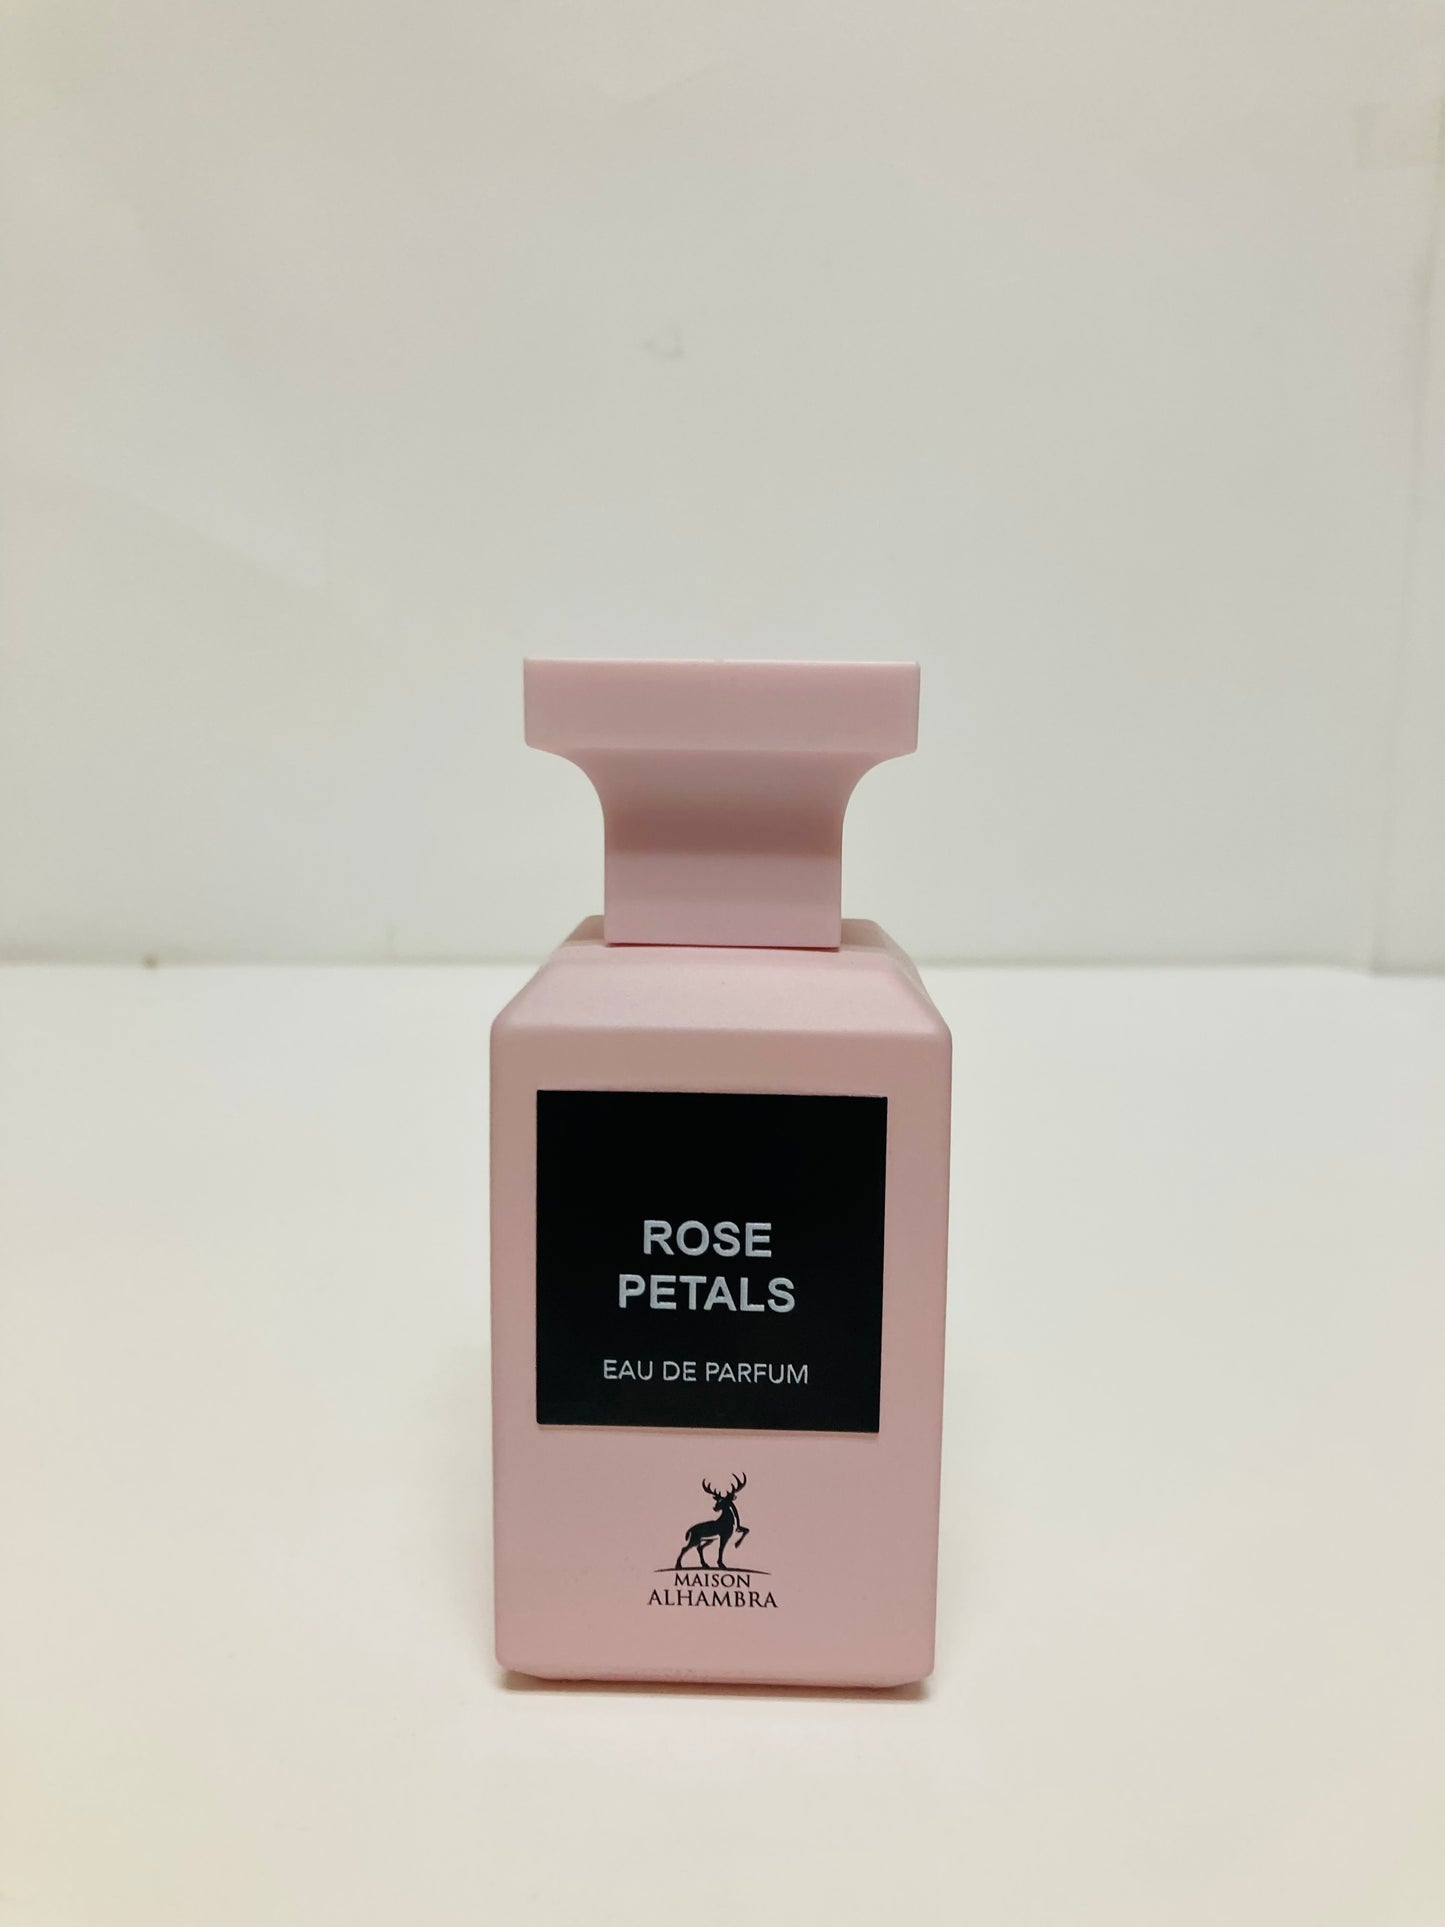 ROSE
PETALS
EAU DE PARFUM
MAISON
ALHAMBRA